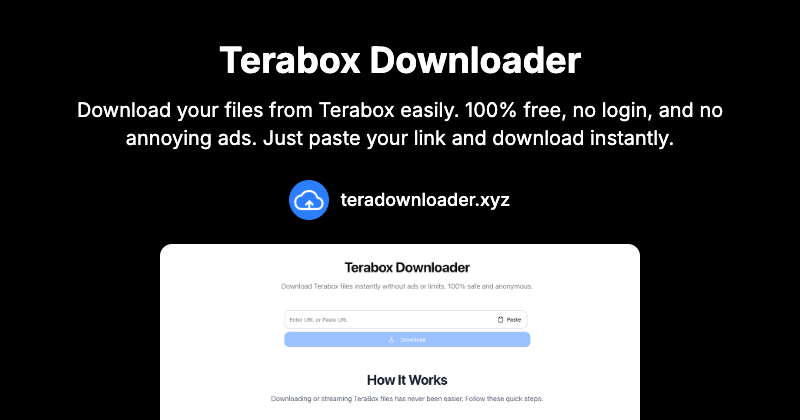 Terabox Downloader
Download your files from Terabox easily. 100% free, no login, and no
annoying ads. Just paste your link and download instantly.
teradownloader.xyz
Terabox Downloader
Download Terabox files instantly without ads or limits. 100% safe and anonymous.
Enter URL or Paste URL
Paste
Download
How It Works
Downloading or streaming TeraBox files has never been easier. Follow these quick steps: